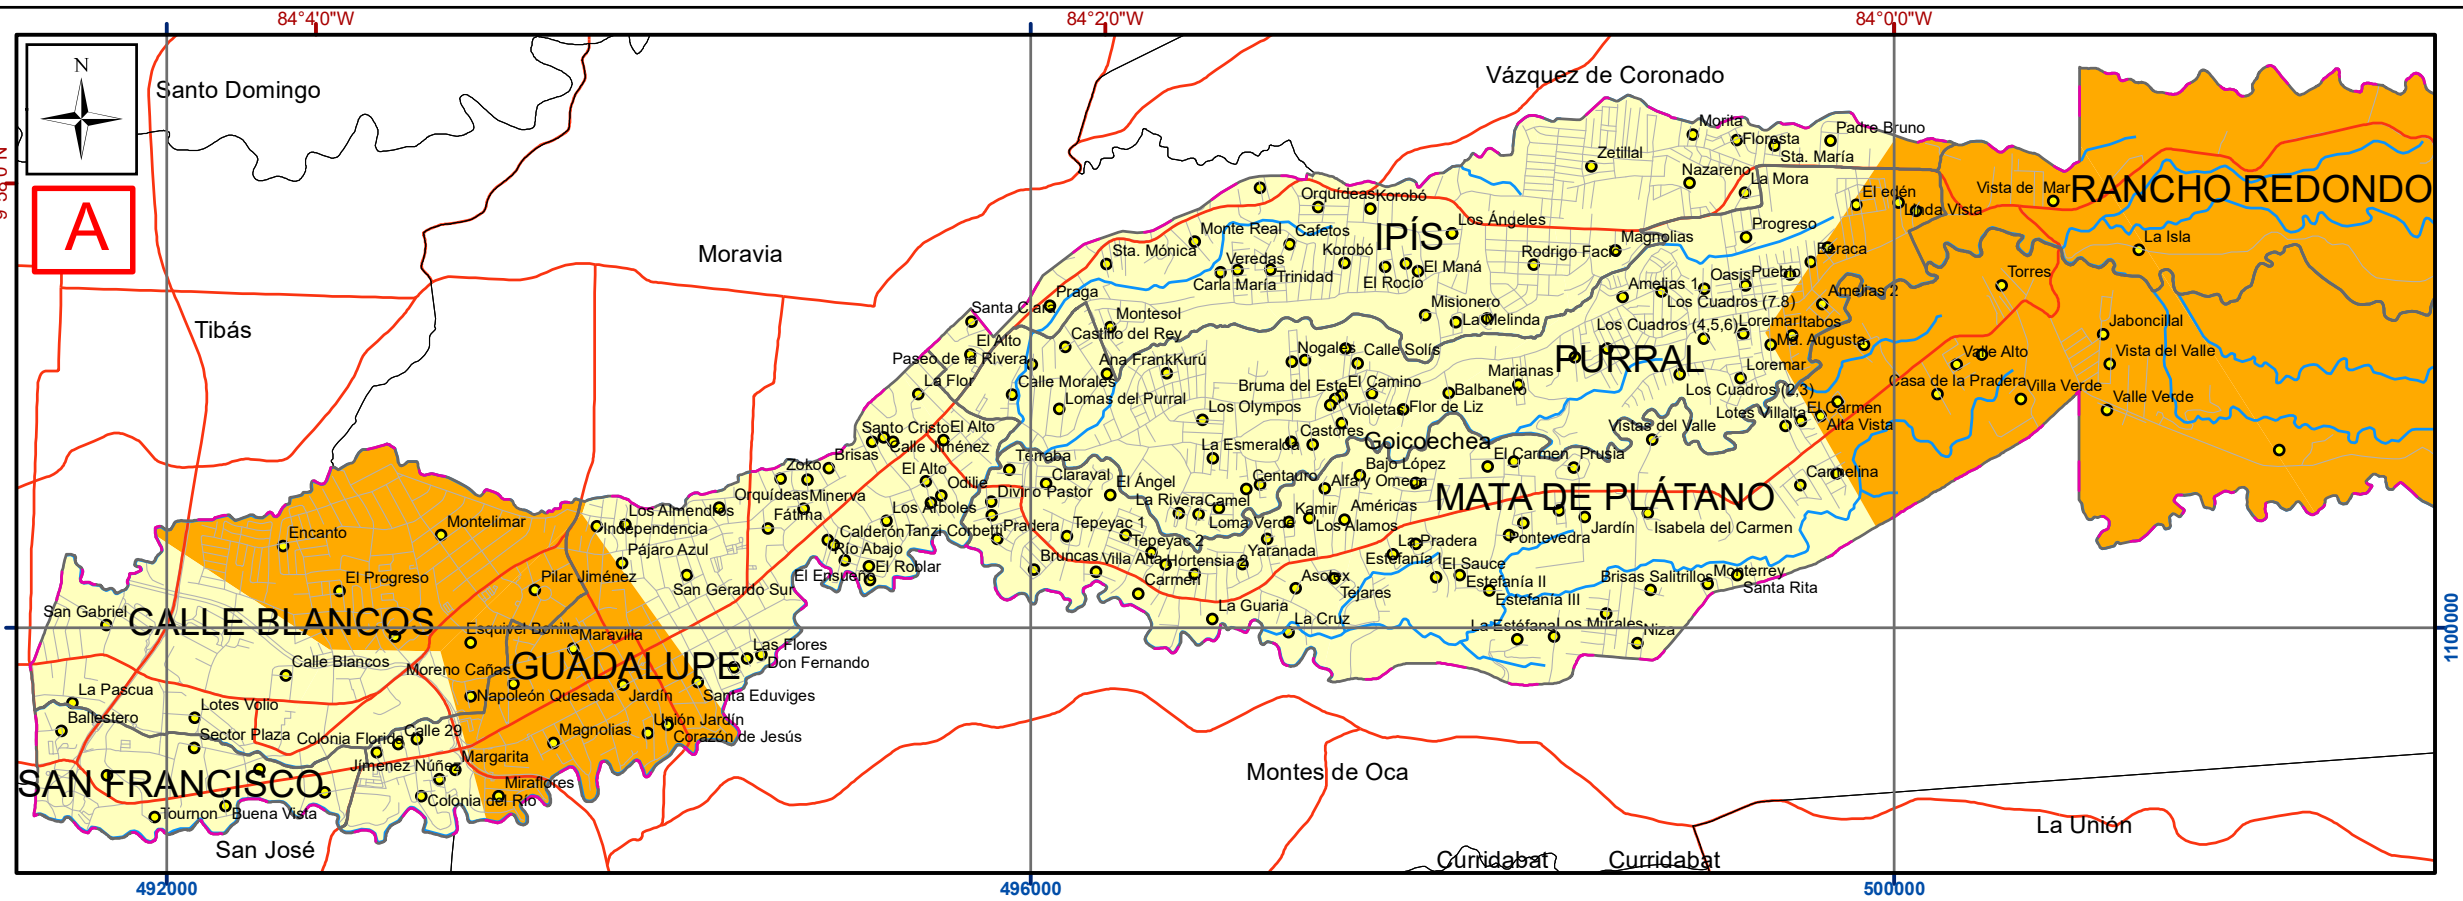 84°4'0"W
84°2'0"W
84°0'0"W
N
A
Santo Domingo
Vázquez de Coronado
Moravia
Tibás
Montes de Oca
San José
Curridabat
Curridabat
La Unión
Goicoechea
RANCHO REDONDO
IPÍS
PURRAL
MATA DE PLÁTANO
CALLE BLANCOS
GUADALUPE
SAN FRANCISCO
Morita
Floresta
Padre Bruno
Sta. María
Zetillal
Nazareno
La Mora
El edén
Linda Vista
Vista de Mar
La Isla
Orquídeas
Korobó
Los Ángeles
Monte Real
Cafetos
Korobó
Sta. Mónica
Veredas
Trinidad
Carla María
El Rocío
El Maná
Rodrigo Facio
Magnolias
Progreso
Beraca
Oasis
Pueblo
Amelias 1
Amelias 2
Torres
Los Cuadros (7.8)
Misionero
La Melinda
Los Cuadros (4,5,6)
Loremar
Itabos
Ma. Augusta
Jaboncillal
Valle Alto
Vista del Valle
Santa Clara
Praga
Montesol
Castillo del Rey
El Alto
Paseo de la Rivera
Ana Frank
Kurú
Nogales
Calle Solís
Marianas
Loremar
La Flor
Calle Morales
Bruma del Este
El Camino
Balbanero
Los Cuadros (2,3)
Casa de la Pradera
Villa Verde
Valle Verde
Lomas del Purral
Los Olympos
Violetas
Flor de Liz
Lotes Villalta
El Carmen
Alta Vista
Vistas del Valle
Santo Cristo
El Alto
Calle Jiménez
Castores
La Esmeralda
Brisas
Zoko
Terraba
El Carmen
Prusia
Bajo López
Carmelina
El Alto
Odilie
Claraval
El Ángel
Centauro
Alfa y Omega
Orquídeas
Minerva
Divino Pastor
La Rivera
Camel
Los Almendros
Independencia
Fátima
Los Arboles
Kamir
Américas
Loma Verde
Los Alamos
Jardín
Isabela del Carmen
Encanto
Montelimar
Calderón
Tanzi Corbetti
Pradera
Tepeyac 1
Tepeyac 2
Pontevedra
Pájaro Azul
Río Abajo
Bruncas
Villa Alta
Hortensia 2
Yaranada
La Pradera
Estefanía I
El Sauce
El Progreso
Pilar Jiménez
El Ensueño
El Roblar
Carmen
Asotex
Tejares
Estefanía II
Estefanía III
Brisas Salitrillos
Monterrey
Santa Rita
San Gerardo Sur
San Gabriel
La Guaria
La Cruz
La Estéfana
Los Murales
Niza
Esquivel Bonilla
Maravilla
Las Flores
Don Fernando
Calle Blancos
Moreno Cañas
La Pascua
Napoleón Quesada
Jardín
Santa Eduviges
Ballestero
Lotes Volio
Unión Jardín
Corazón de Jesús
Sector Plaza
Colonia Florida
Calle 29
Magnolias
Jímenez Núñez
Margarita
Miraflores
Colonia del Río
Tournon
Buena Vista
1100000
492000
496000
500000